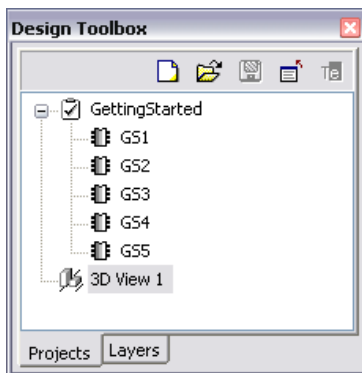 Design Toolbox
GettingStarted
GS1
GS2
GS3
GS4
GS5
3D View 1
Projects Layers